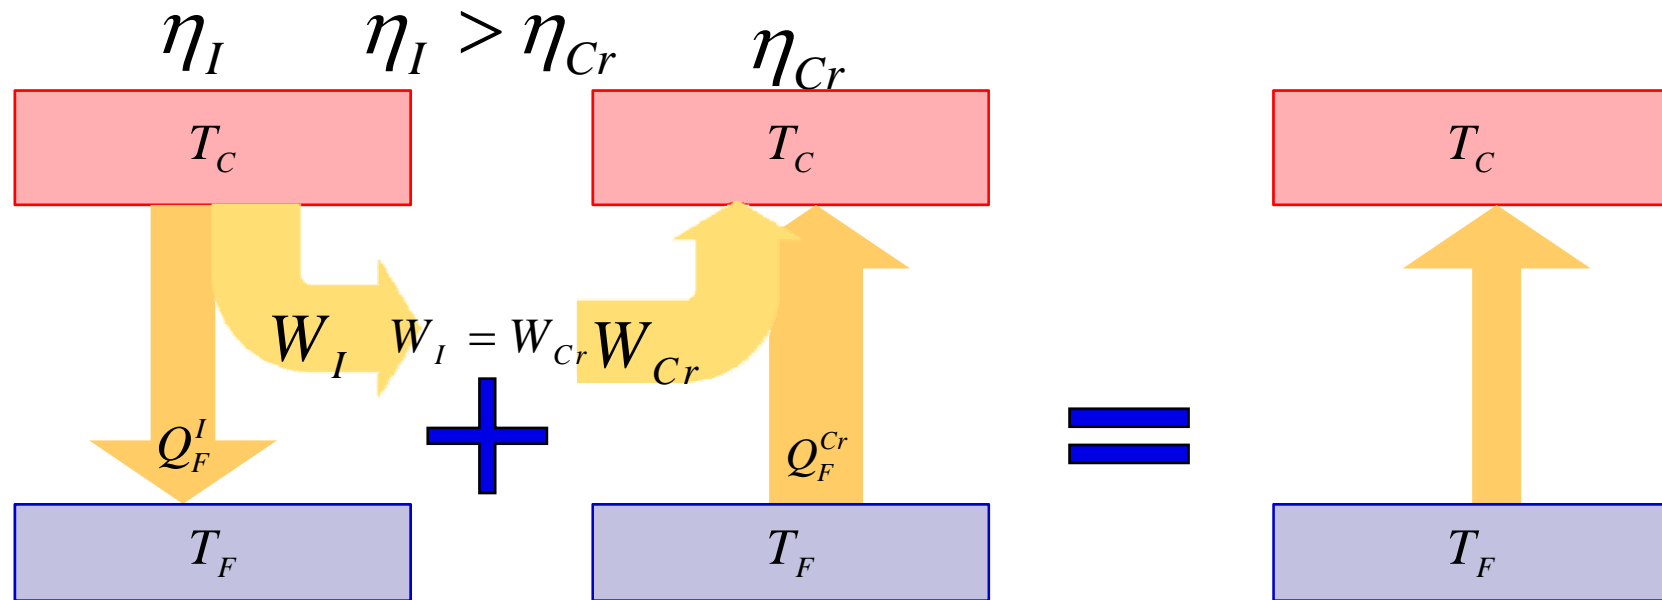 η_I
η_I > η_Cr
η_Cr
T_C
T_C
T_C
W_I
W_I = W_Cr
W_Cr
Q_F^I
Q_F^Cr
T_F
T_F
T_F